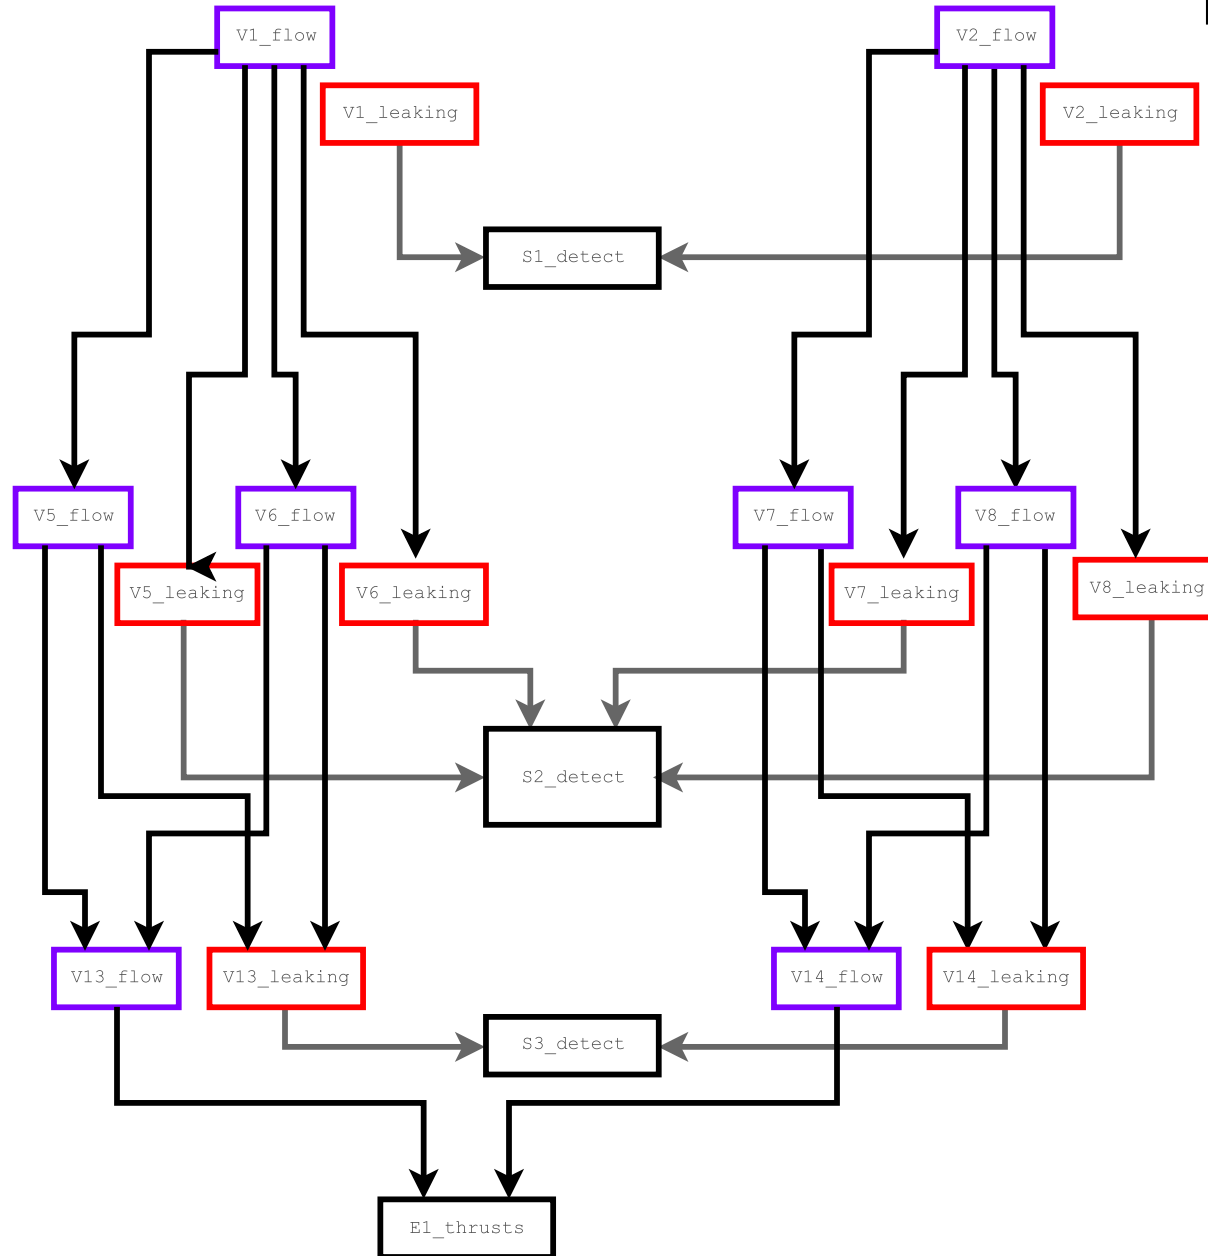 V1_flow
V2_flow
V1_leaking
V2_leaking
S1_detect
V5_flow
V6_flow
V7_flow
V8_flow
V5_leaking
V6_leaking
V7_leaking
V8_leaking
S2_detect
V13_flow
V13_leaking
V14_flow
V14_leaking
S3_detect
E1_thrusts